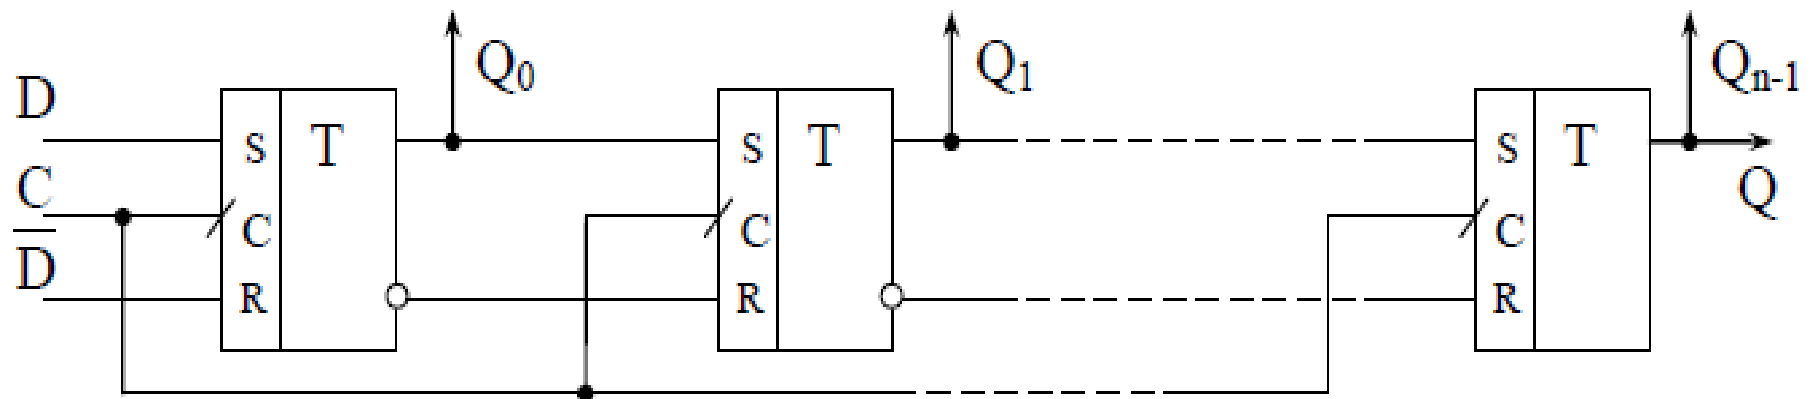 Q₀ Q₁ Qₙ₋₁
D
S T S T S T
C
C C C Q
D̅
R R R